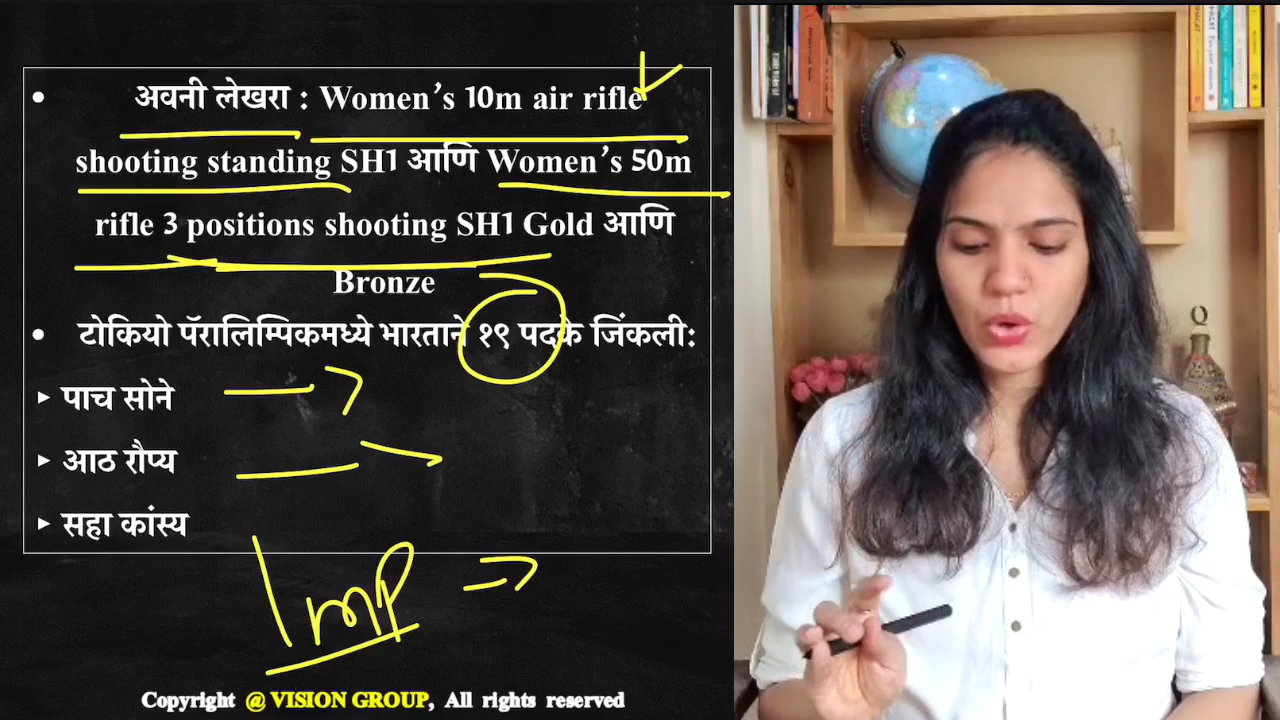 • अवनी लेखरा : Women's 10m air rifle
shooting standing SH1 आणि Women's 50m
rifle 3 positions shooting SH1 Gold आणि
Bronze
• टोकियो पॅरालिम्पिकमध्ये भारताने १९ पदके जिंकली:
▸ पाच सोने
▸ आठ रौप्य
▸ सहा कांस्य
IMP
Copyright @ VISION GROUP, All rights reserved